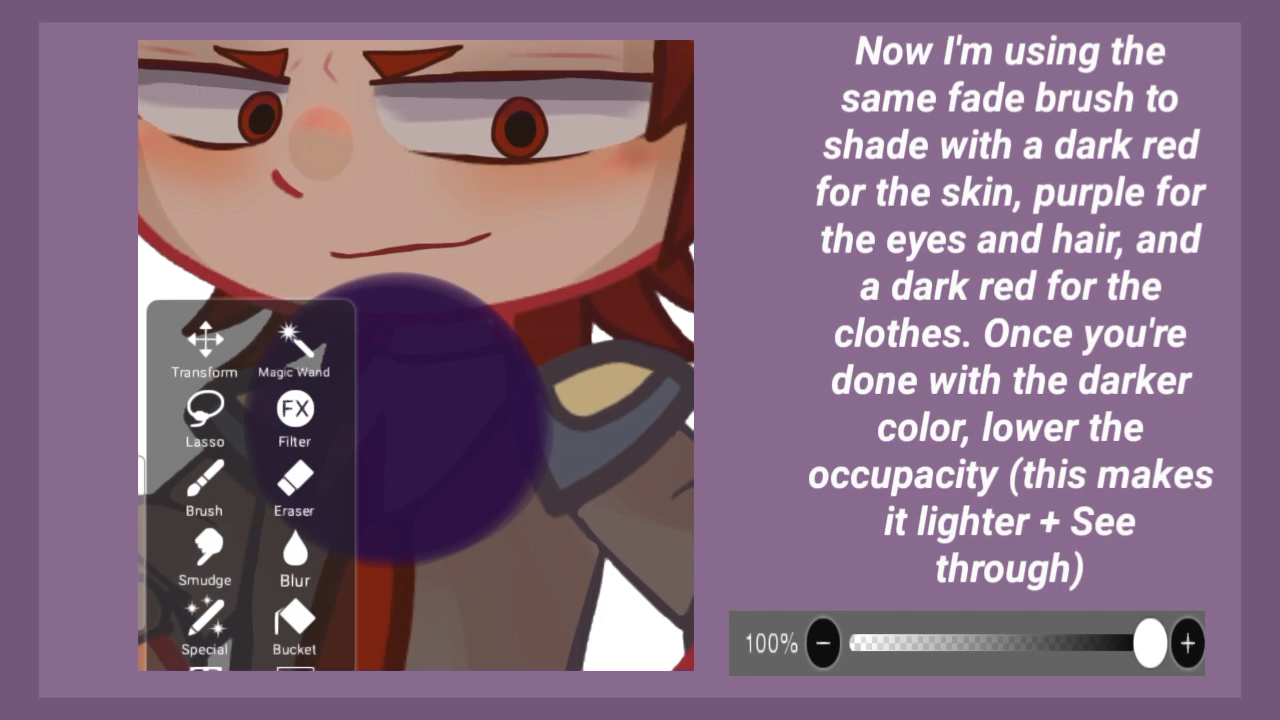 Now I'm using the
same fade brush to
shade with a dark red
for the skin, purple for
the eyes and hair, and
a dark red for the
clothes. Once you're
done with the darker
color, lower the
occupacity (this makes
it lighter + See
through)
Transform
Magic Wand
Lasso
FX
Filter
Brush
Eraser
Smudge
Blur
Special
Bucket
100%